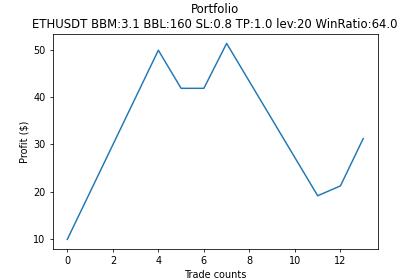 Portfolio
ETHUSDT BBM:3.1 BBL:160 SL:0.8 TP:1.0 lev:20 WinRatio:64.0
50
40
30
20
10
Profit ($)
0 2 4 6 8 10 12
Trade counts